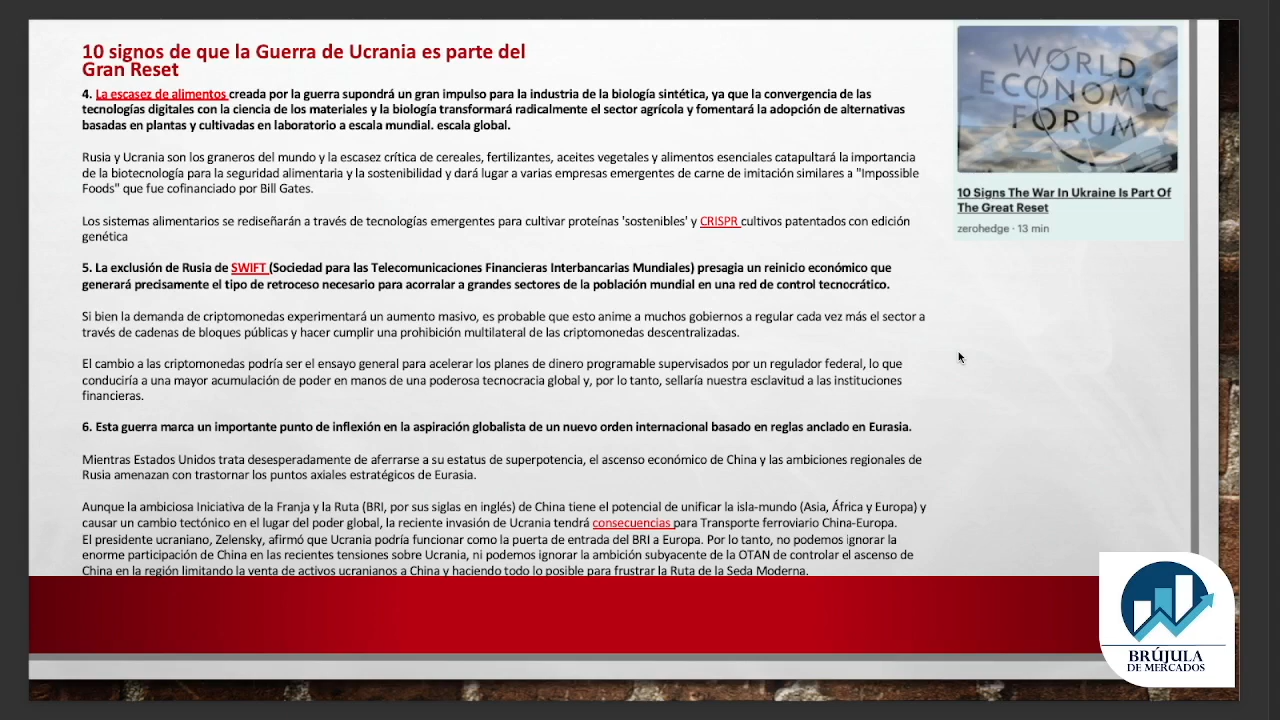 10 signos de que la Guerra de Ucrania es parte del
Gran Reset
4. La escasez de alimentos creada por la guerra supondrá un gran impulso para la industria de la biología sintética, ya que la convergencia de las
tecnologías digitales con la ciencia de los materiales y la biología transformará radicalmente el sector agrícola y fomentará la adopción de alternativas
basadas en plantas y cultivadas en laboratorio a escala mundial. escala global.
Rusia y Ucrania son los graneros del mundo y la escasez crítica de cereales, fertilizantes, aceites vegetales y alimentos esenciales catapultará la importancia
de la biotecnología para la seguridad alimentaria y la sostenibilidad y dará lugar a varias empresas emergentes de carne de imitación similares a "Impossible
Foods" que fue cofinanciado por Bill Gates.
Los sistemas alimentarios se rediseñarán a través de tecnologías emergentes para cultivar proteínas 'sostenibles' y CRISPR cultivos patentados con edición
genética
5. La exclusión de Rusia de SWIFT (Sociedad para las Telecomunicaciones Financieras Interbancarias Mundiales) presagia un reinicio económico que
generará precisamente el tipo de retroceso necesario para acorralar a grandes sectores de la población mundial en una red de control tecnocrático.
Si bien la demanda de criptomonedas experimentará un aumento masivo, es probable que esto anime a muchos gobiernos a regular cada vez más el sector a
través de cadenas de bloques públicas y hacer cumplir una prohibición multilateral de las criptomonedas descentralizadas.
El cambio a las criptomonedas podría ser el ensayo general para acelerar los planes de dinero programable supervisados por un regulador federal, lo que
conduciría a una mayor acumulación de poder en manos de una poderosa tecnocracia global y, por lo tanto, sellaría nuestra esclavitud a las instituciones
financieras.
6. Esta guerra marca un importante punto de inflexión en la aspiración globalista de un nuevo orden internacional basado en reglas anclado en Eurasia.
Mientras Estados Unidos trata desesperadamente de aferrarse a su estatus de superpotencia, el ascenso económico de China y las ambiciones regionales de
Rusia amenazan con trastornar los puntos axiales estratégicos de Eurasia.
Aunque la ambiciosa Iniciativa de la Franja y la Ruta (BRI, por sus siglas en inglés) de China tiene el potencial de unificar la isla-mundo (Asia, África y Europa) y
causar un cambio tectónico en el lugar del poder global, la reciente invasión de Ucrania tendrá consecuencias para Transporte ferroviario China-Europa.
El presidente ucraniano, Zelensky, afirmó que Ucrania podría funcionar como la puerta de entrada del BRI a Europa. Por lo tanto, no podemos ignorar la
enorme participación de China en las recientes tensiones sobre Ucrania, ni podemos ignorar la ambición subyacente de la OTAN de controlar el ascenso de
China en la región limitando la venta de activos ucranianos a China y haciendo todo lo posible para frustrar la Ruta de la Seda Moderna.
WORLD
ECONOMIC
FORUM
10 Signs The War In Ukraine Is Part Of
The Great Reset
zerohedge · 13 min
BRÚJULA
DE MERCADOS